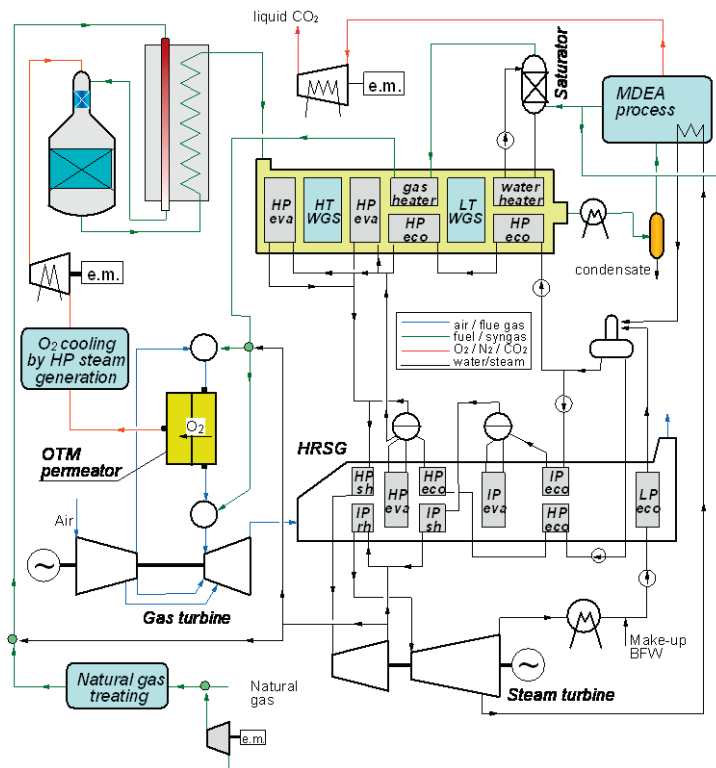 liquid CO₂
e.m.
Saturator
MDEA
process
HP
eva
HT
WGS
HP
eva
gas
heater
HP
eco
LT
WGS
water
heater
HP
eco
condensate
e.m.
O₂ cooling
by HP steam
generation
air / flue gas
fuel / syngas
O₂ / N₂ / CO₂
water/steam
O₂
OTM
permeator
HRSG
HP
sh
IP
rh
HP
eva
HP
eco
IP
sh
IP
eva
IP
eco
HP
eco
LP
eco
Air
~
Gas turbine
~
Steam turbine
Make-up
BFW
Natural gas
treating
Natural
gas
e.m.